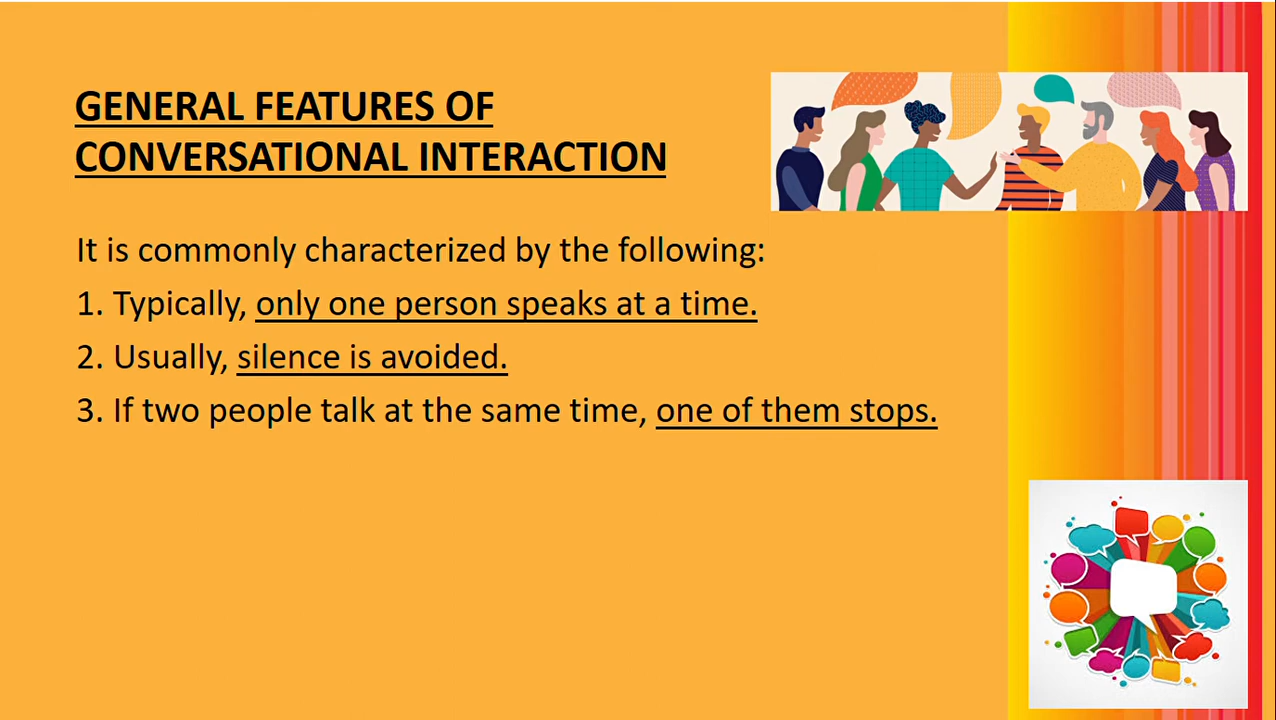 GENERAL FEATURES OF
CONVERSATIONAL INTERACTION
It is commonly characterized by the following:
1. Typically, only one person speaks at a time.
2. Usually, silence is avoided.
3. If two people talk at the same time, one of them stops.